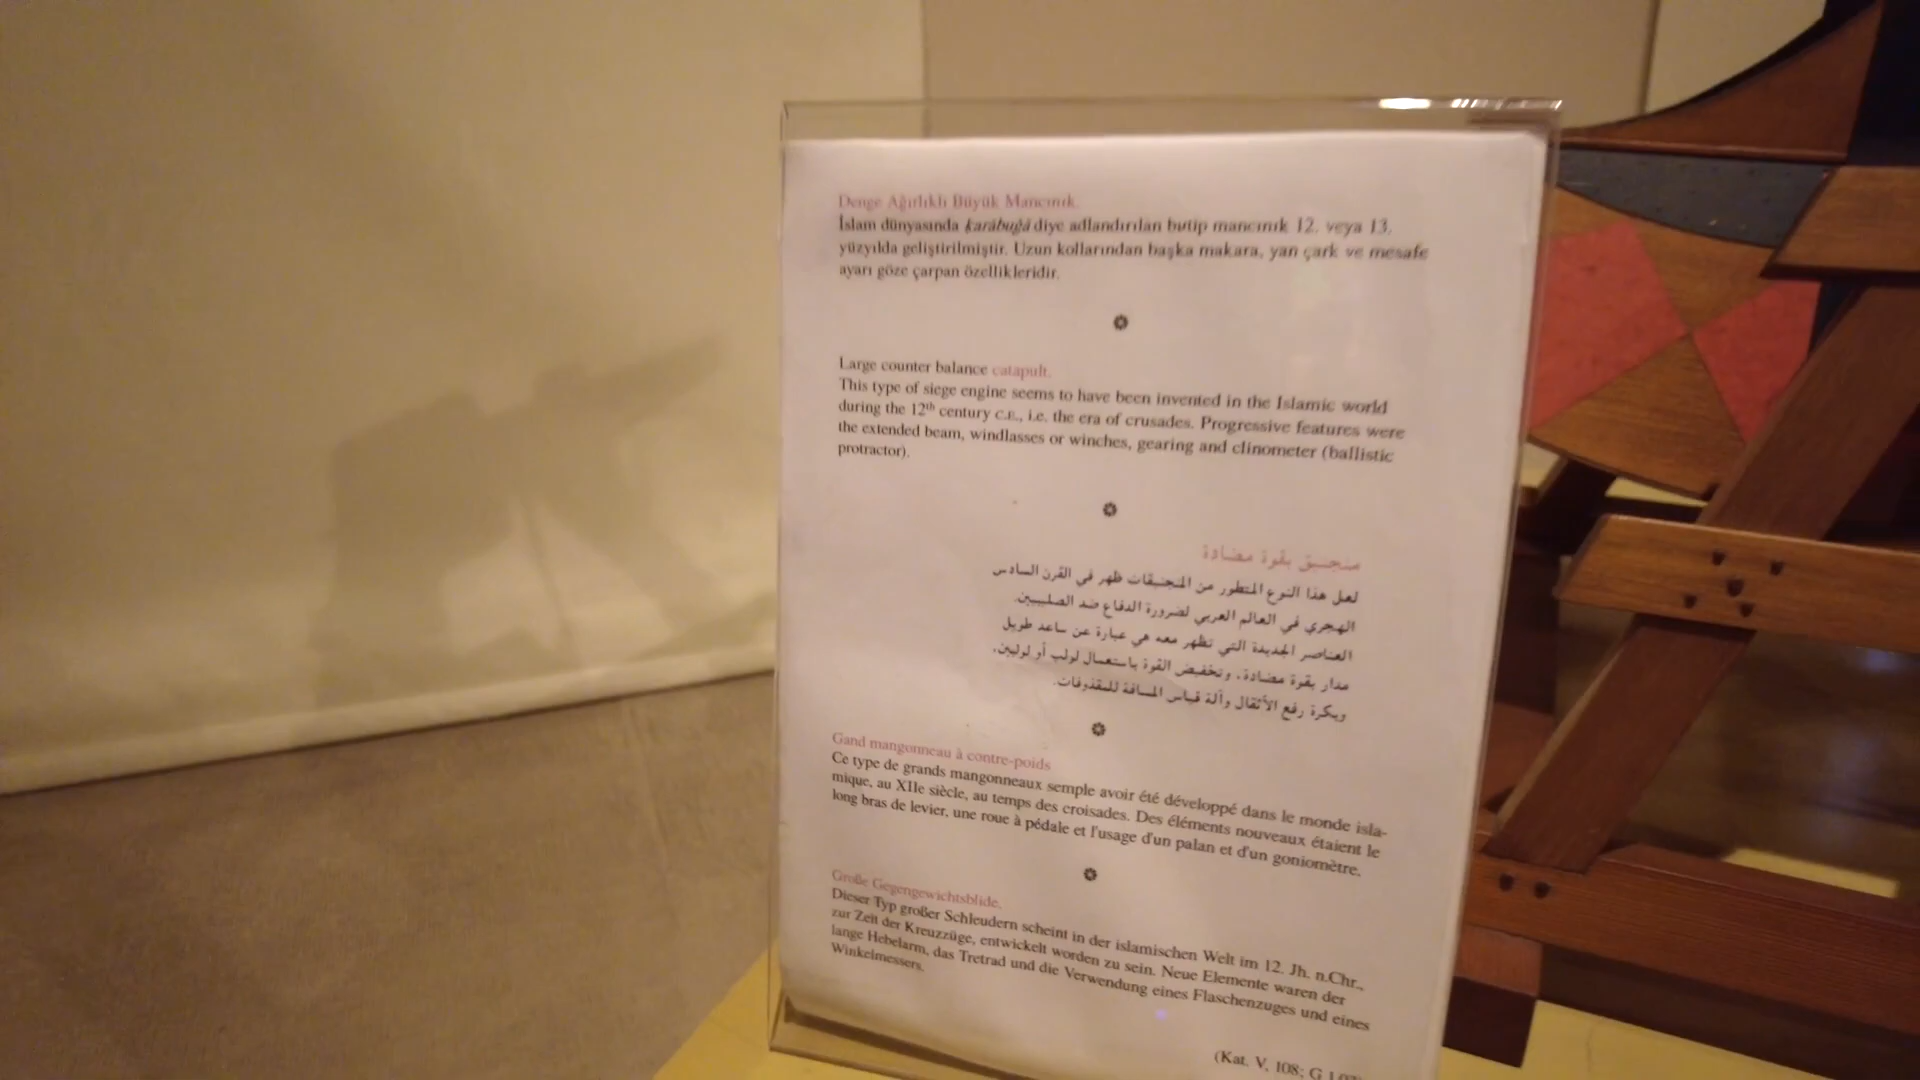 Denge Ağırlıklı Büyük Mancınık.
İslam dünyasında ḳarābuġā diye adlandırılan butip mancınık 12. veya 13.
yüzyılda geliştirilmiştir. Uzun kollarından başka makara, yan çark ve mesafe
ayarı göze çarpan özellikleridir.
Large counter balance catapult.
This type of siege engine seems to have been invented in the Islamic world
during the 12th century C.E., i.e. the era of crusades. Progressive features were
the extended beam, windlasses or winches, gearing and clinometer (ballistic
protractor).
منجنيق بقوة مضادة
لعل هذا النوع المتطور من المنجنيقات ظهر في القرن السادس
الهجري في العالم العربي لضرورة الدفاع ضد الصليبيين.
العناصر الجديدة التي تظهر معه هي عبارة عن ساعد طويل
مدار بقوة مضادة، وتخفيض القوة باستعمال لولب أو لولبين،
وبكرة رفع الأثقال وآلة قياس المسافة للمقذوفات.
Gand mangonneau à contre-poids
Ce type de grands mangonneaux semple avoir été développé dans le monde isla-
mique, au XIIe siècle, au temps des croisades. Des éléments nouveaux étaient le
long bras de levier, une roue à pédale et l'usage d'un palan et d'un goniomètre.
Große Gegengewichtsblide.
Dieser Typ großer Schleudern scheint in der islamischen Welt im 12. Jh. n.Chr.,
zur Zeit der Kreuzzüge, entwickelt worden zu sein. Neue Elemente waren der
lange Hebelarm, das Tretrad und die Verwendung eines Flaschenzuges und eines
Winkelmessers.
(Kat. V, 108; G